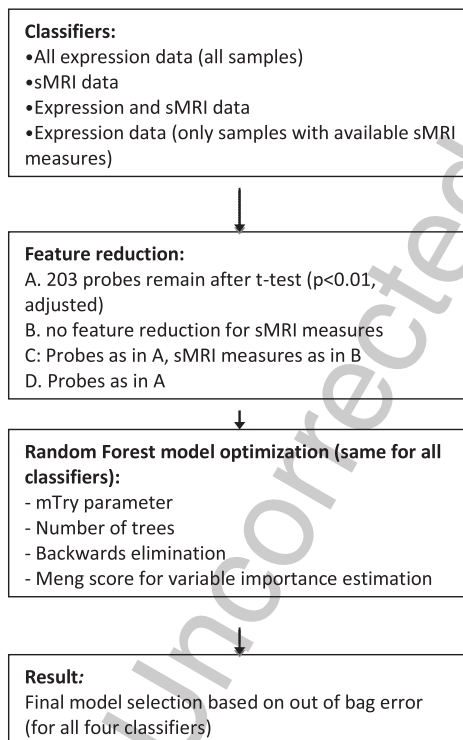 Classifiers:
•All expression data (all samples)
•sMRI data
•Expression and sMRI data
•Expression data (only samples with available sMRI
measures)
Feature reduction:
A. 203 probes remain after t-test (p<0.01,
adjusted)
B. no feature reduction for sMRI measures
C: Probes as in A, sMRI measures as in B
D. Probes as in A
Random Forest model optimization (same for all
classifiers):
- mTry parameter
- Number of trees
- Backwards elimination
- Meng score for variable importance estimation
Result:
Final model selection based on out of bag error
(for all four classifiers)
Uncorrected